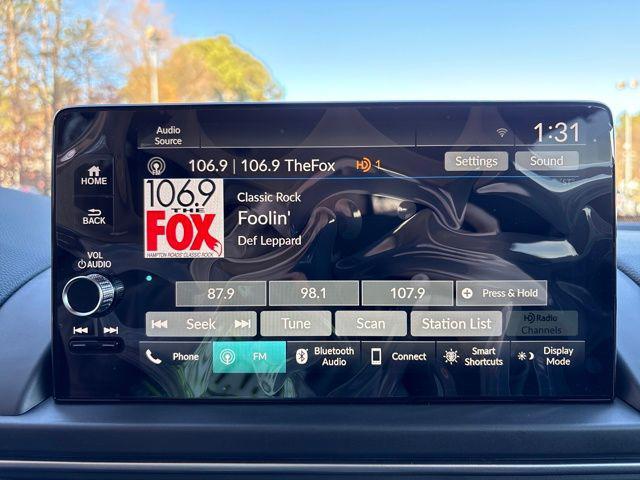 Audio
Source
1:31
106.9 | 106.9 TheFox
HD 1
Settings
Sound
HOME
BACK
VOL
AUDIO
106.9
THE
FOX
HAMPTON ROADS' CLASSIC ROCK
Classic Rock
Foolin'
Def Leppard
87.9
98.1
107.9
Press & Hold
Seek
Tune
Scan
Station List
HD Radio
Channels
Phone
FM
Bluetooth
Audio
Connect
Smart
Shortcuts
Display
Mode